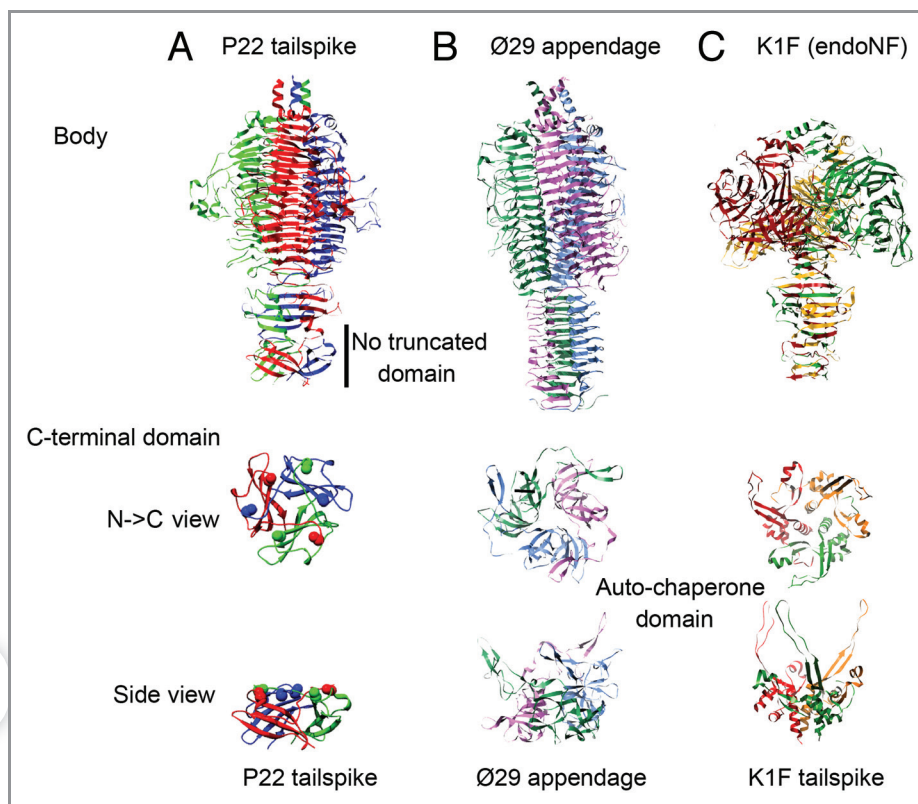 A
P22 tailspike
B
Ø29 appendage
C
K1F (endoNF)
Body
No truncated
domain
C-terminal domain
N->C view
Auto-chaperone
domain
Side view
P22 tailspike
Ø29 appendage
K1F tailspike